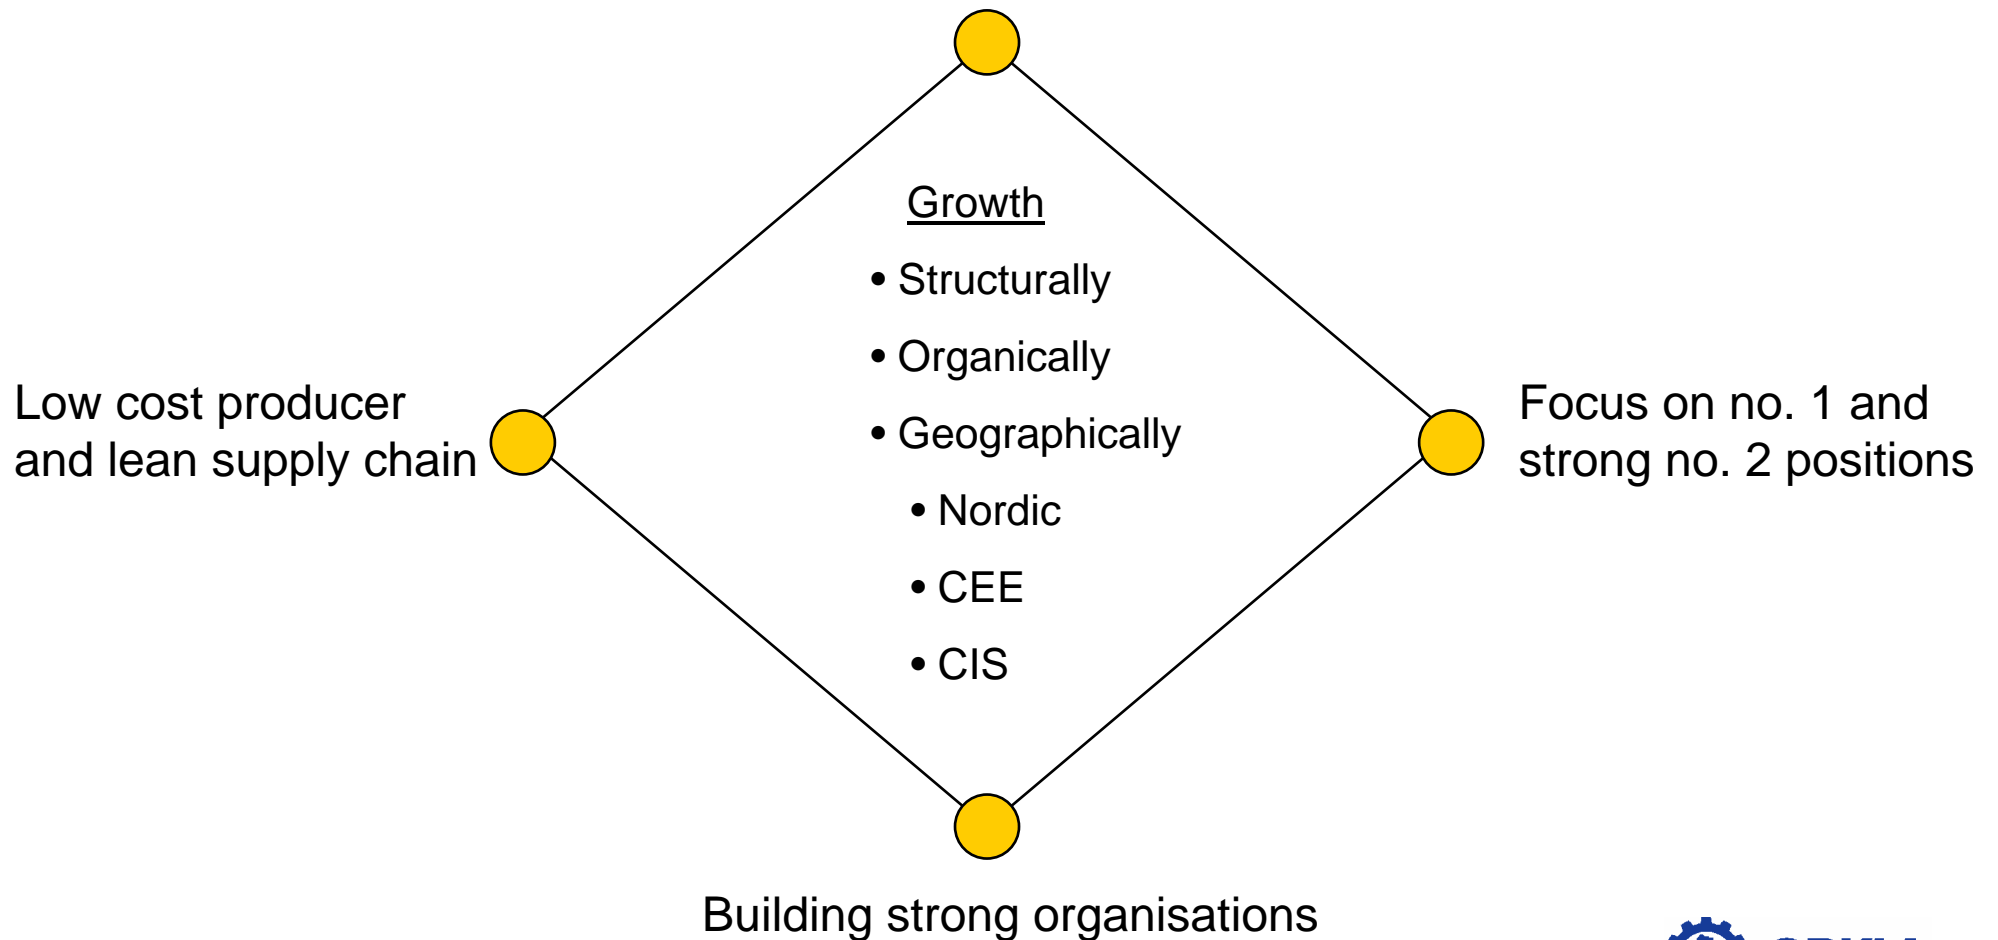 Growth
• Structurally
• Organically
• Geographically
• Nordic
• CEE
• CIS
Low cost producer
and lean supply chain
Focus on no. 1 and
strong no. 2 positions
Building strong organisations